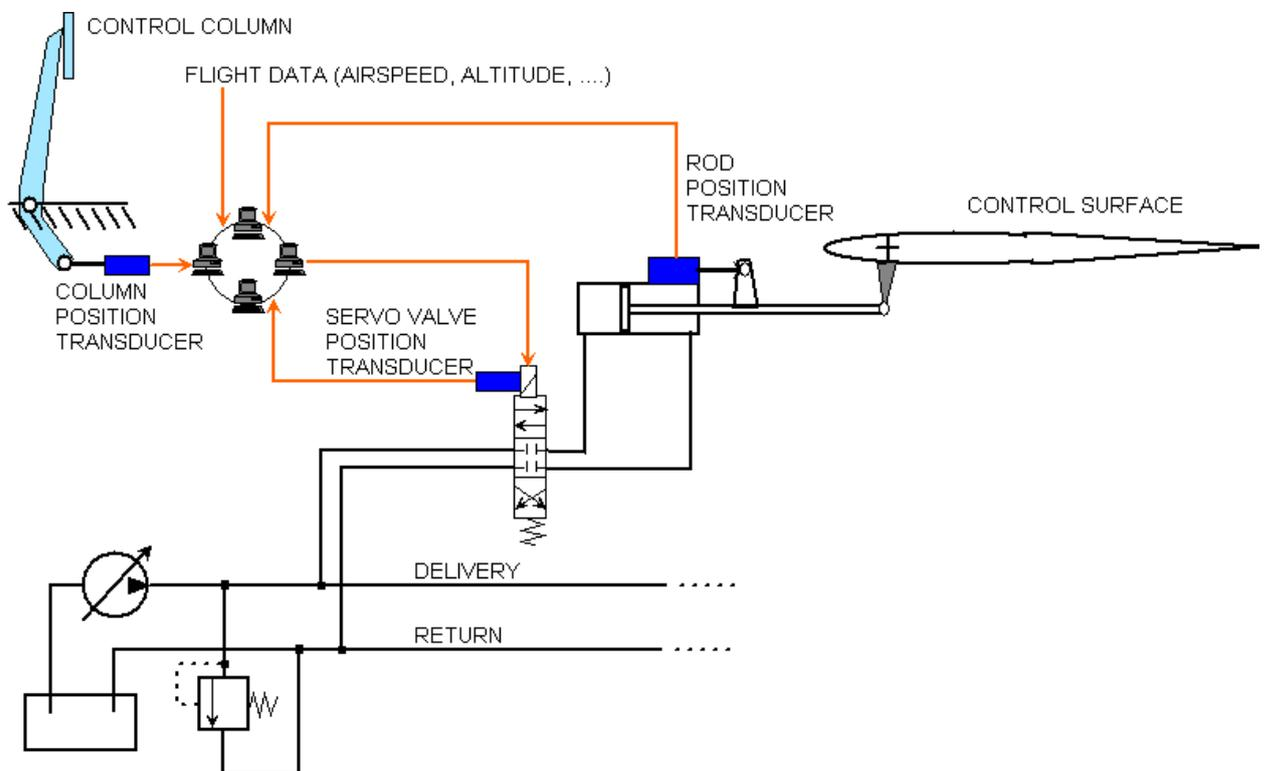 CONTROL COLUMN
FLIGHT DATA (AIRSPEED, ALTITUDE, ....)
ROD
POSITION
TRANSDUCER
CONTROL SURFACE
COLUMN
POSITION
TRANSDUCER
SERVO VALVE
POSITION
TRANSDUCER
DELIVERY
RETURN